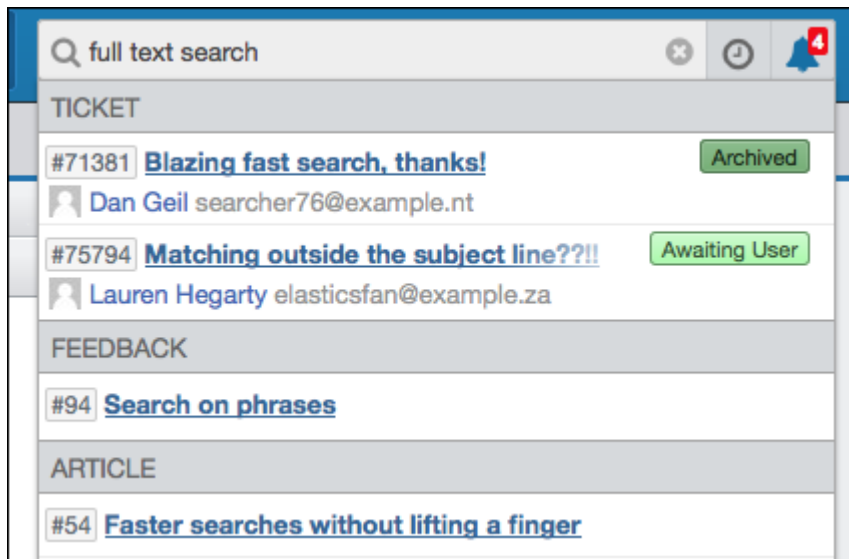 full text search
4
TICKET
#71381 Blazing fast search, thanks! Archived
Dan Geil searcher76@example.nt
#75794 Matching outside the subject line??!! Awaiting User
Lauren Hegarty elasticsfan@example.za
FEEDBACK
#94 Search on phrases
ARTICLE
#54 Faster searches without lifting a finger